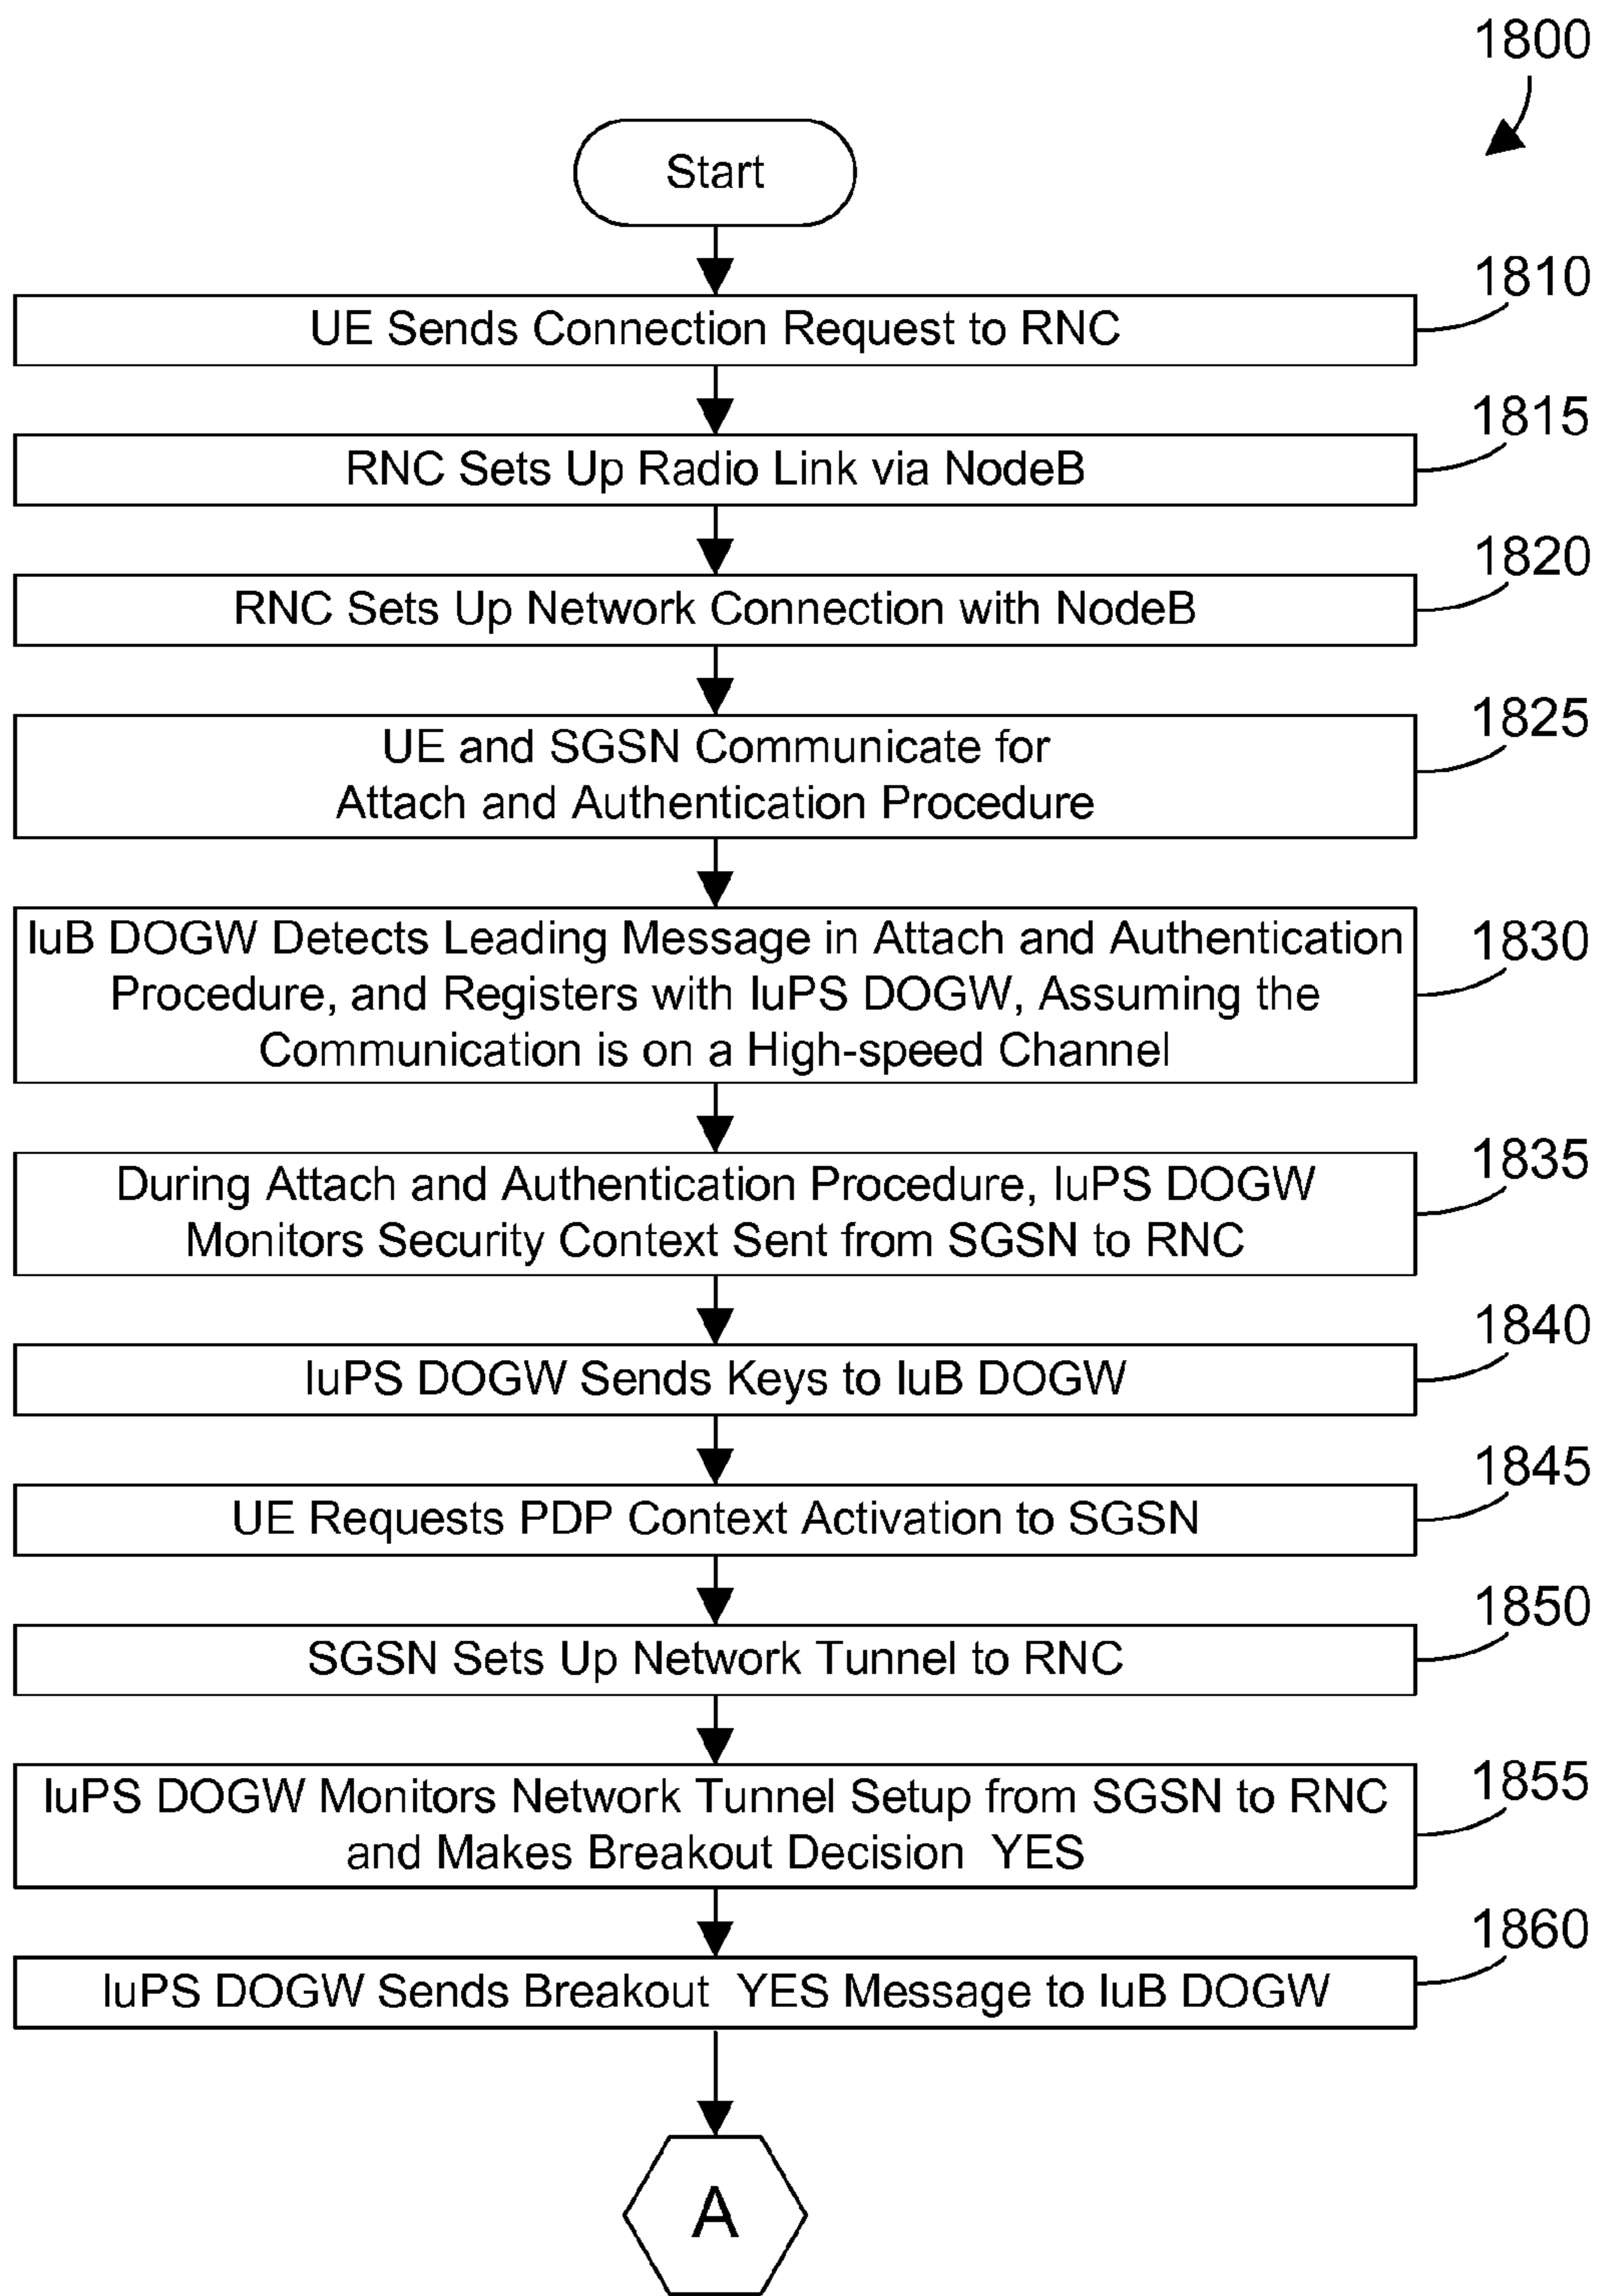 1800
Start
1810
UE Sends Connection Request to RNC
1815
RNC Sets Up Radio Link via NodeB
1820
RNC Sets Up Network Connection with NodeB
1825
UE and SGSN Communicate for
Attach and Authentication Procedure
1830
IuB DOGW Detects Leading Message in Attach and Authentication
Procedure, and Registers with IuPS DOGW, Assuming the
Communication is on a High-speed Channel
1835
During Attach and Authentication Procedure, IuPS DOGW
Monitors Security Context Sent from SGSN to RNC
1840
IuPS DOGW Sends Keys to IuB DOGW
1845
UE Requests PDP Context Activation to SGSN
1850
SGSN Sets Up Network Tunnel to RNC
1855
IuPS DOGW Monitors Network Tunnel Setup from SGSN to RNC
and Makes Breakout Decision YES
1860
IuPS DOGW Sends Breakout YES Message to IuB DOGW
A